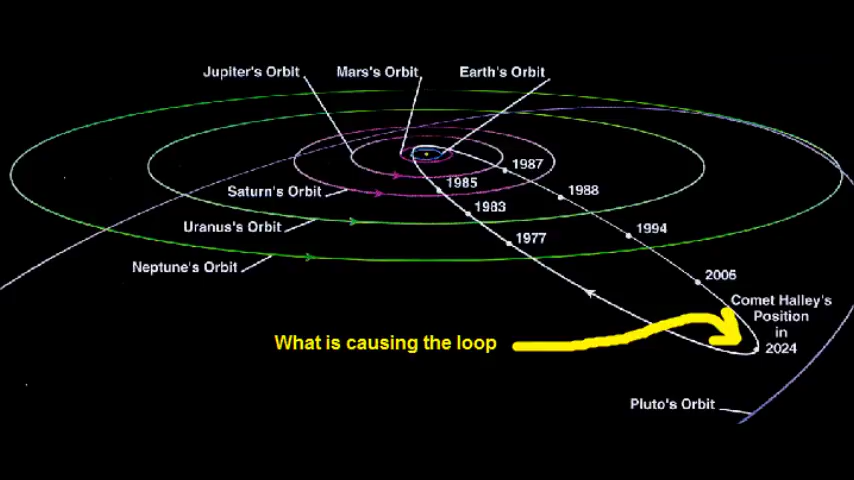 Jupiter's Orbit
Mars's Orbit
Earth's Orbit
1987
1985
Saturn's Orbit
1988
1983
Uranus's Orbit
1994
1977
Neptune's Orbit
2005
Comet Halley's
Position
in
2024
What is causing the loop
Pluto's Orbit